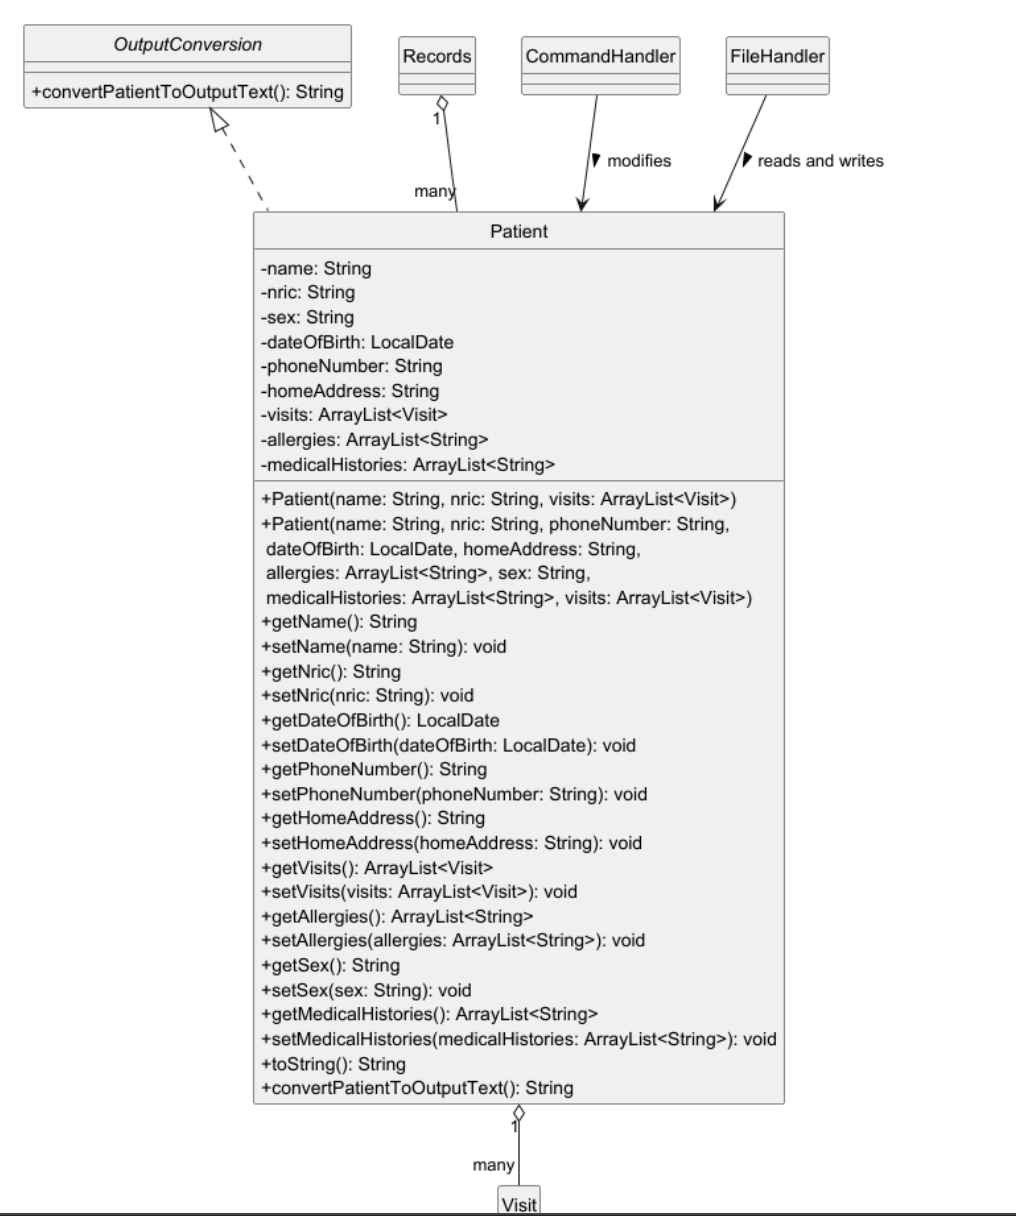 OutputConversion
+convertPatientToOutputText(): String
Records
CommandHandler
FileHandler
1
modifies
reads and writes
many
Patient
-name: String
-nric: String
-sex: String
-dateOfBirth: LocalDate
-phoneNumber: String
-homeAddress: String
-visits: ArrayList<Visit>
-allergies: ArrayList<String>
-medicalHistories: ArrayList<String>
+Patient(name: String, nric: String, visits: ArrayList<Visit>)
+Patient(name: String, nric: String, phoneNumber: String,
dateOfBirth: LocalDate, homeAddress: String,
allergies: ArrayList<String>, sex: String,
medicalHistories: ArrayList<String>, visits: ArrayList<Visit>)
+getName(): String
+setName(name: String): void
+getNric(): String
+setNric(nric: String): void
+getDateOfBirth(): LocalDate
+setDateOfBirth(dateOfBirth: LocalDate): void
+getPhoneNumber(): String
+setPhoneNumber(phoneNumber: String): void
+getHomeAddress(): String
+setHomeAddress(homeAddress: String): void
+getVisits(): ArrayList<Visit>
+setVisits(visits: ArrayList<Visit>): void
+getAllergies(): ArrayList<String>
+setAllergies(allergies: ArrayList<String>): void
+getSex(): String
+setSex(sex: String): void
+getMedicalHistories(): ArrayList<String>
+setMedicalHistories(medicalHistories: ArrayList<String>): void
+toString(): String
+convertPatientToOutputText(): String
1
many
Visit